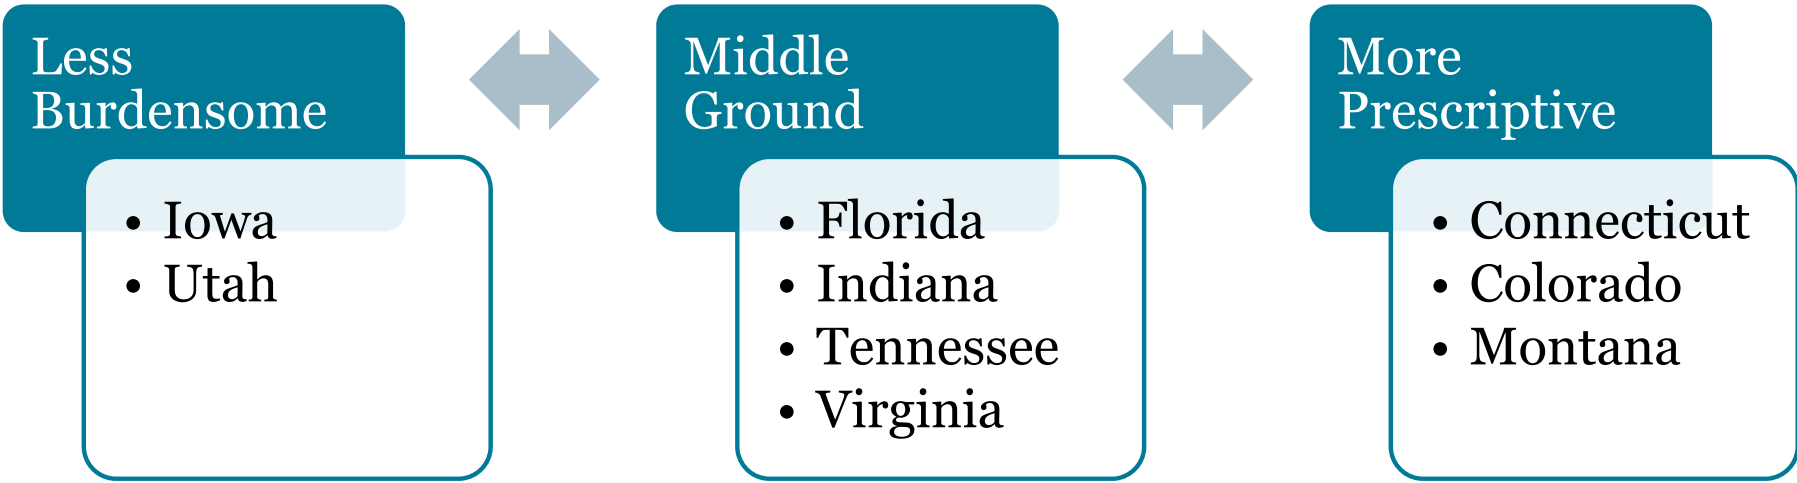 Less
Burdensome
• Iowa
• Utah
Middle
Ground
• Florida
• Indiana
• Tennessee
• Virginia
More
Prescriptive
• Connecticut
• Colorado
• Montana